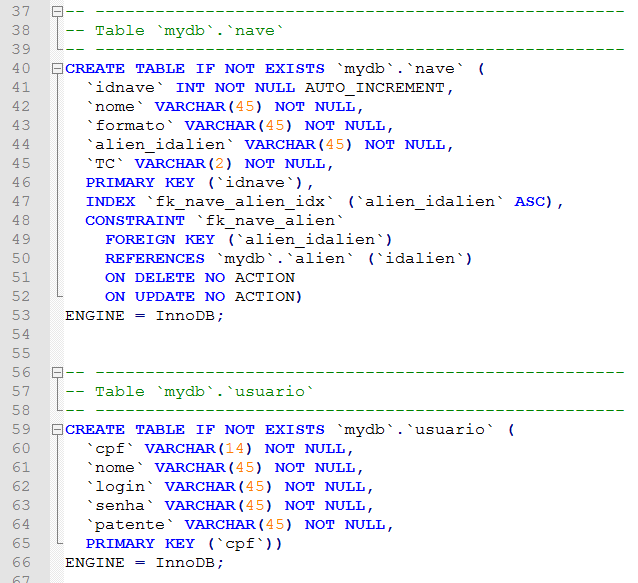 37 -- -----------------------------------------------------
38 -- Table `mydb`.`nave`
39 -- -----------------------------------------------------
40 CREATE TABLE IF NOT EXISTS `mydb`.`nave` (
41   `idnave` INT NOT NULL AUTO_INCREMENT,
42   `nome` VARCHAR(45) NOT NULL,
43   `formato` VARCHAR(45) NOT NULL,
44   `alien_idalien` VARCHAR(45) NOT NULL,
45   `TC` VARCHAR(2) NOT NULL,
46   PRIMARY KEY (`idnave`),
47   INDEX `fk_nave_alien_idx` (`alien_idalien` ASC),
48   CONSTRAINT `fk_nave_alien`
49     FOREIGN KEY (`alien_idalien`)
50     REFERENCES `mydb`.`alien` (`idalien`)
51     ON DELETE NO ACTION
52     ON UPDATE NO ACTION)
53 ENGINE = InnoDB;
54
55
56 -- -----------------------------------------------------
57 -- Table `mydb`.`usuario`
58 -- -----------------------------------------------------
59 CREATE TABLE IF NOT EXISTS `mydb`.`usuario` (
60   `cpf` VARCHAR(14) NOT NULL,
61   `nome` VARCHAR(45) NOT NULL,
62   `login` VARCHAR(45) NOT NULL,
63   `senha` VARCHAR(45) NOT NULL,
64   `patente` VARCHAR(45) NOT NULL,
65   PRIMARY KEY (`cpf`))
66 ENGINE = InnoDB;
67